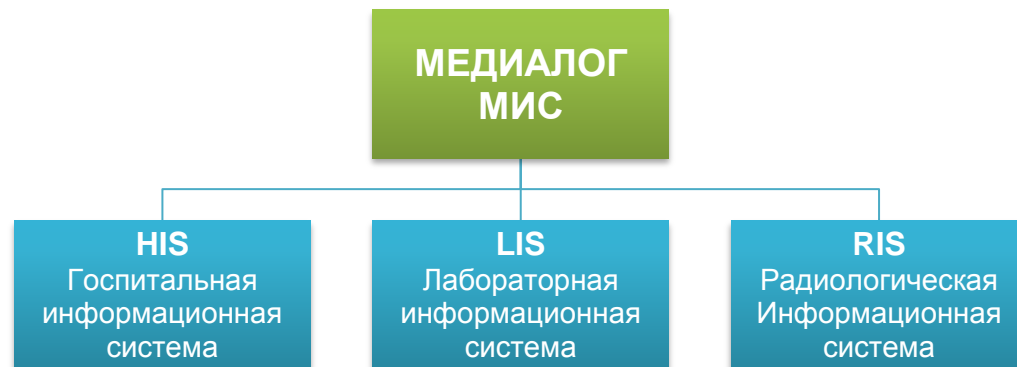 МЕДИАЛОГ
МИС
HIS
Госпитальная
информационная
система
LIS
Лабораторная
информационная
система
RIS
Радиологическая
Информационная
система